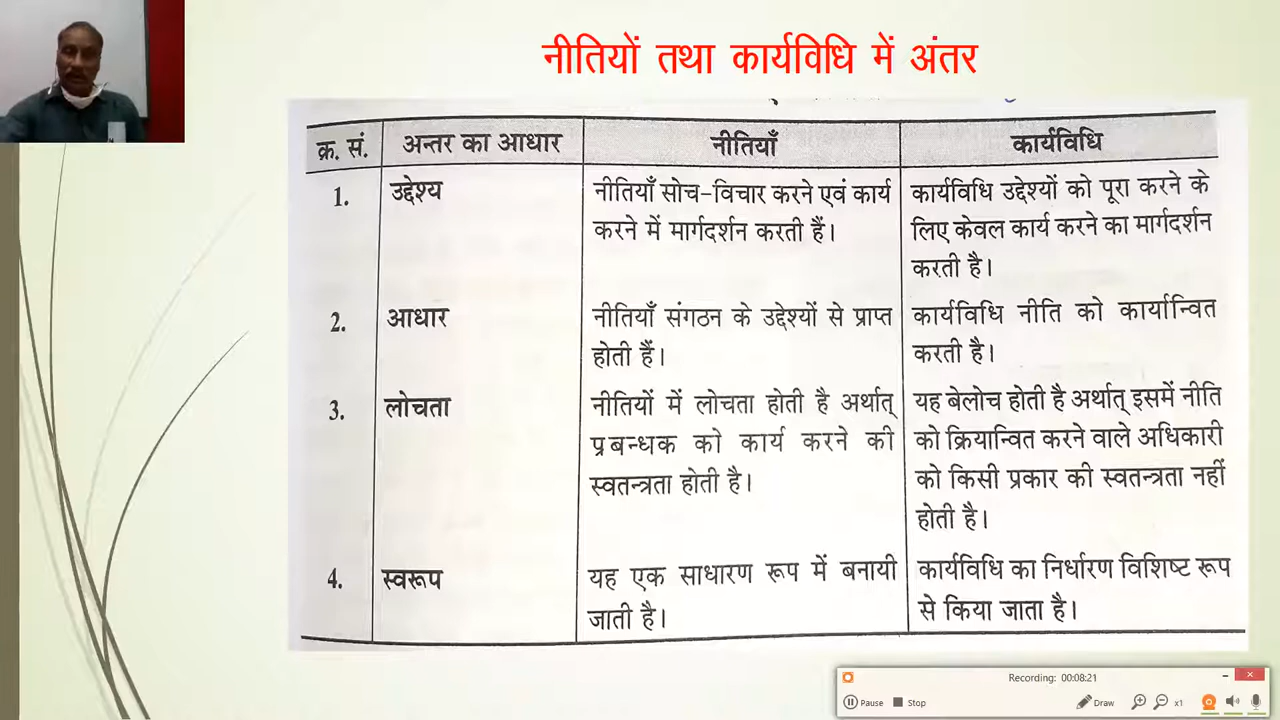 नीतियों तथा कार्यविधि में अंतर
क्र. सं. अन्तर का आधार नीतियाँ कार्यविधि
1. उद्देश्य
नीतियाँ सोच-विचार करने एवं कार्य
करने में मार्गदर्शन करती हैं।
कार्यविधि उद्देश्यों को पूरा करने के
लिए केवल कार्य करने का मार्गदर्शन
करती है।
2. आधार
नीतियाँ संगठन के उद्देश्यों से प्राप्त
होती हैं।
कार्यविधि नीति को कार्यान्वित
करती है।
3. लोचता
नीतियों में लोचता होती है अर्थात्
प्रबन्धक को कार्य करने की
स्वतन्त्रता होती है।
यह बेलोच होती है अर्थात् इसमें नीति
को क्रियान्वित करने वाले अधिकारी
को किसी प्रकार की स्वतन्त्रता नहीं
होती है।
4. स्वरूप
यह एक साधारण रूप में बनायी
जाती है।
कार्यविधि का निर्धारण विशिष्ट रूप
से किया जाता है।
Recording: 00:08:21
Pause Stop Draw x1